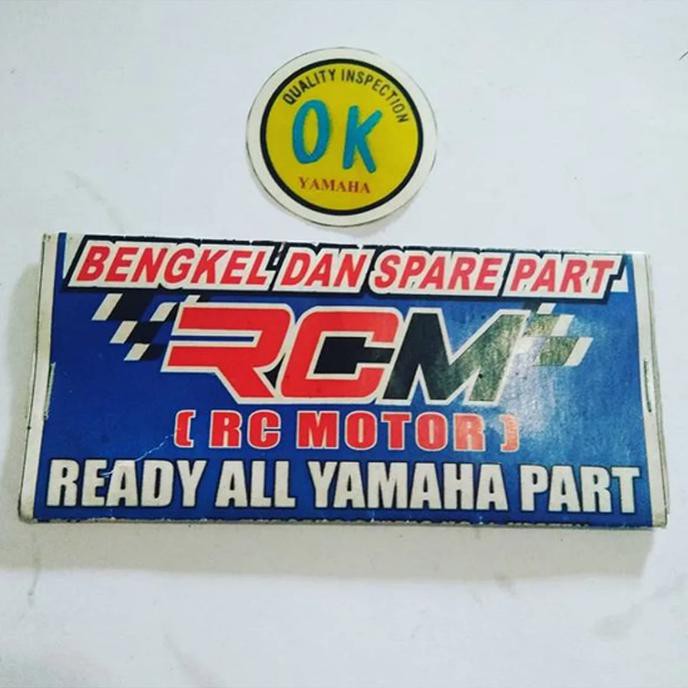 QUALITY INSPECTION
OK
YAMAHA
BENGKEL DAN SPARE PART
RCM
( RC MOTOR )
READY ALL YAMAHA PART